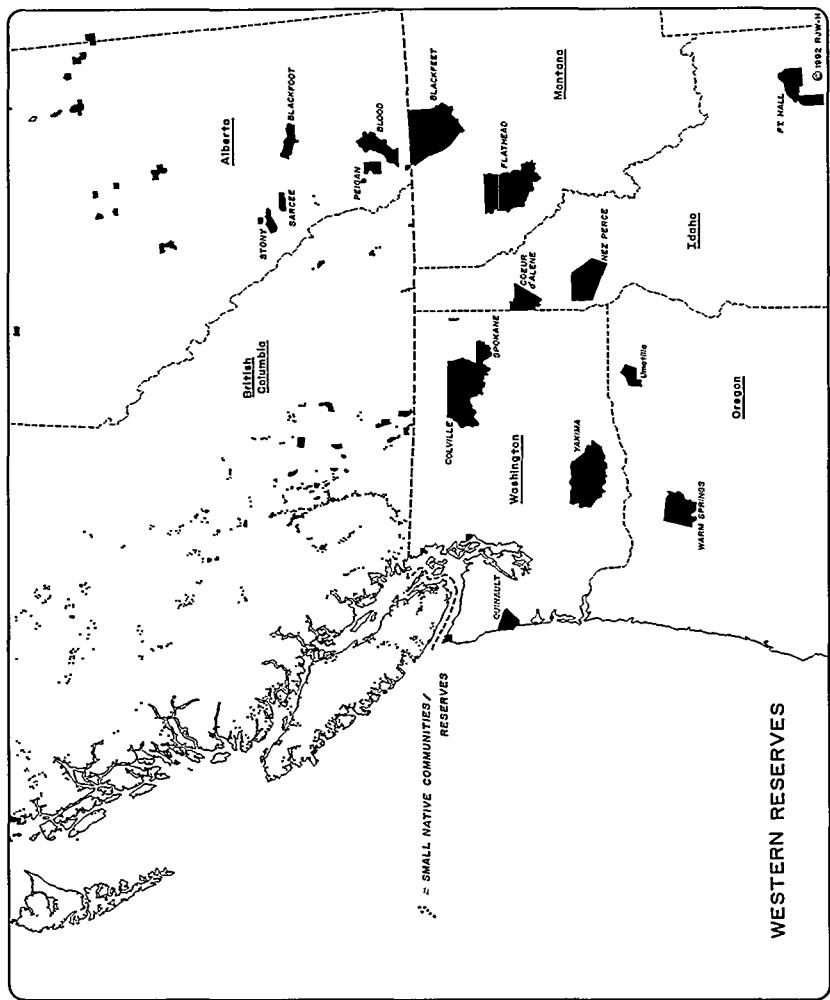 WESTERN RESERVES
= SMALL NATIVE COMMUNITIES/
RESERVES
British
Columbia
Alberta
STONY
SARCEE
BLACKFOOT
PEIGAN
BLOOD
BLACKFEET
FLATHEAD
Montana
COEUR
d'ALENE
NEZ PERCE
Idaho
FT HALL
COLVILLE
SPOKANE
Washington
YAKIMA
QUINAULT
Umatilla
WARM SPRINGS
Oregon
© 1992 RJW-H